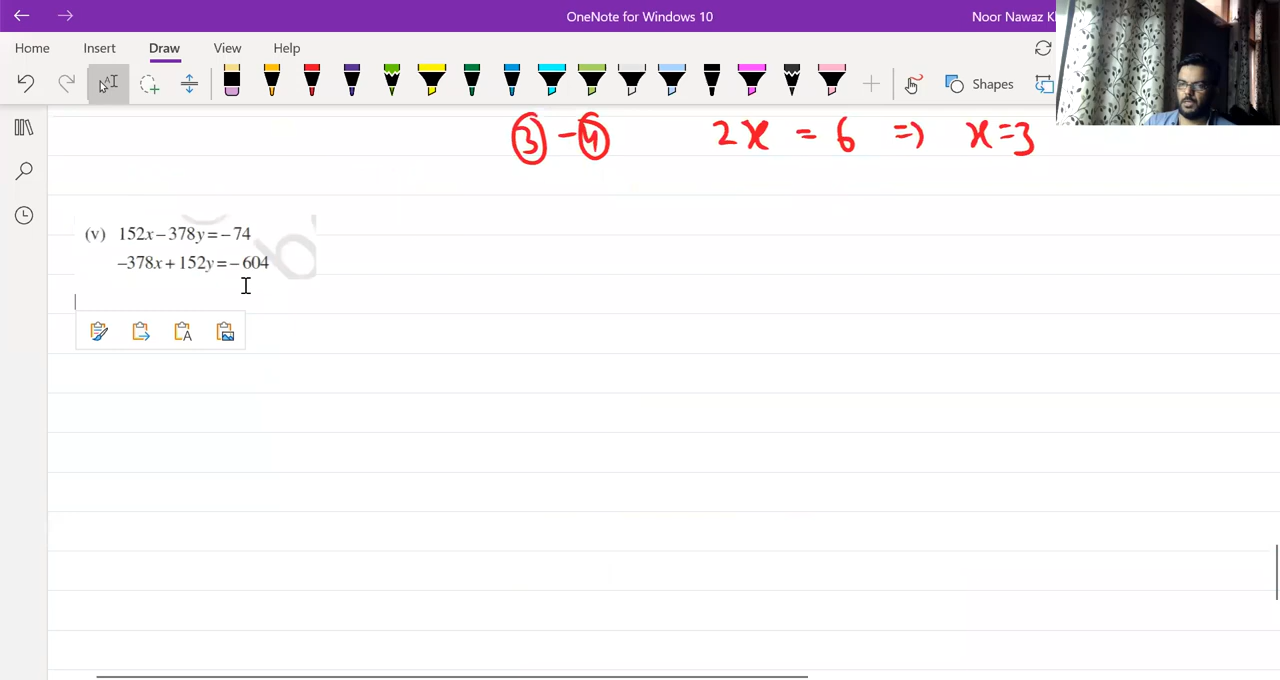 OneNote for Windows 10
Noor Nawaz
Home Insert Draw View Help
Shapes
③ - ④ 2x = 6 => x=3
(v) 152x – 378y = – 74
–378x + 152y = – 604